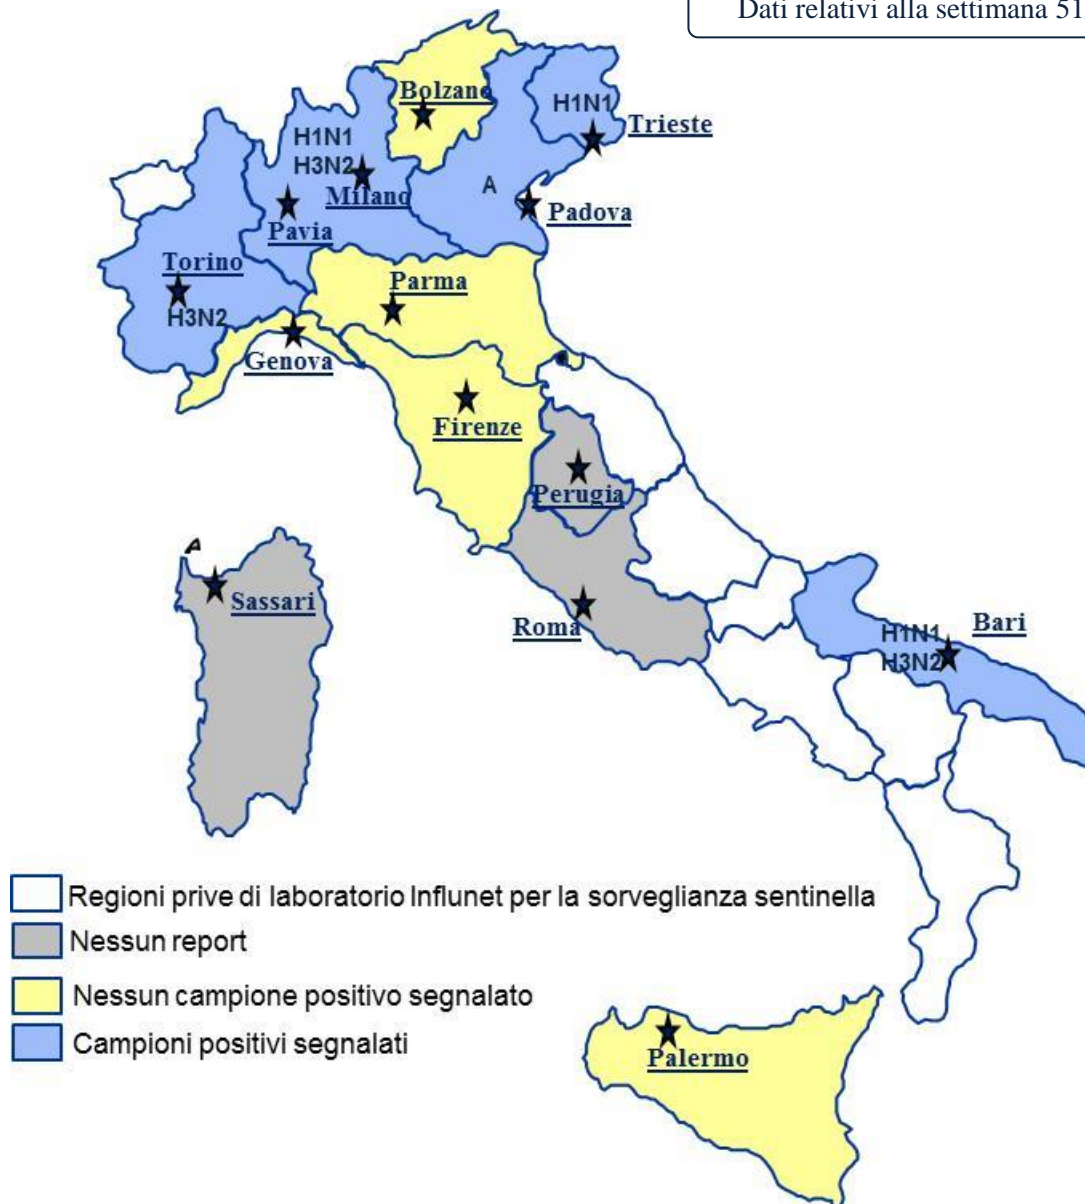 Dati relativi alla settimana 51
Bolzano
H1N1
Trieste
H1N1
H3N2
Milano
A
Padova
Pavia
Torino
H3N2
Parma
Genova
Firenze
Perugia
A
Sassari
Roma
Bari
H1N1
H3N2
Regioni prive di laboratorio Influnet per la sorveglianza sentinella
Nessun report
Nessun campione positivo segnalato
Campioni positivi segnalati
Palermo